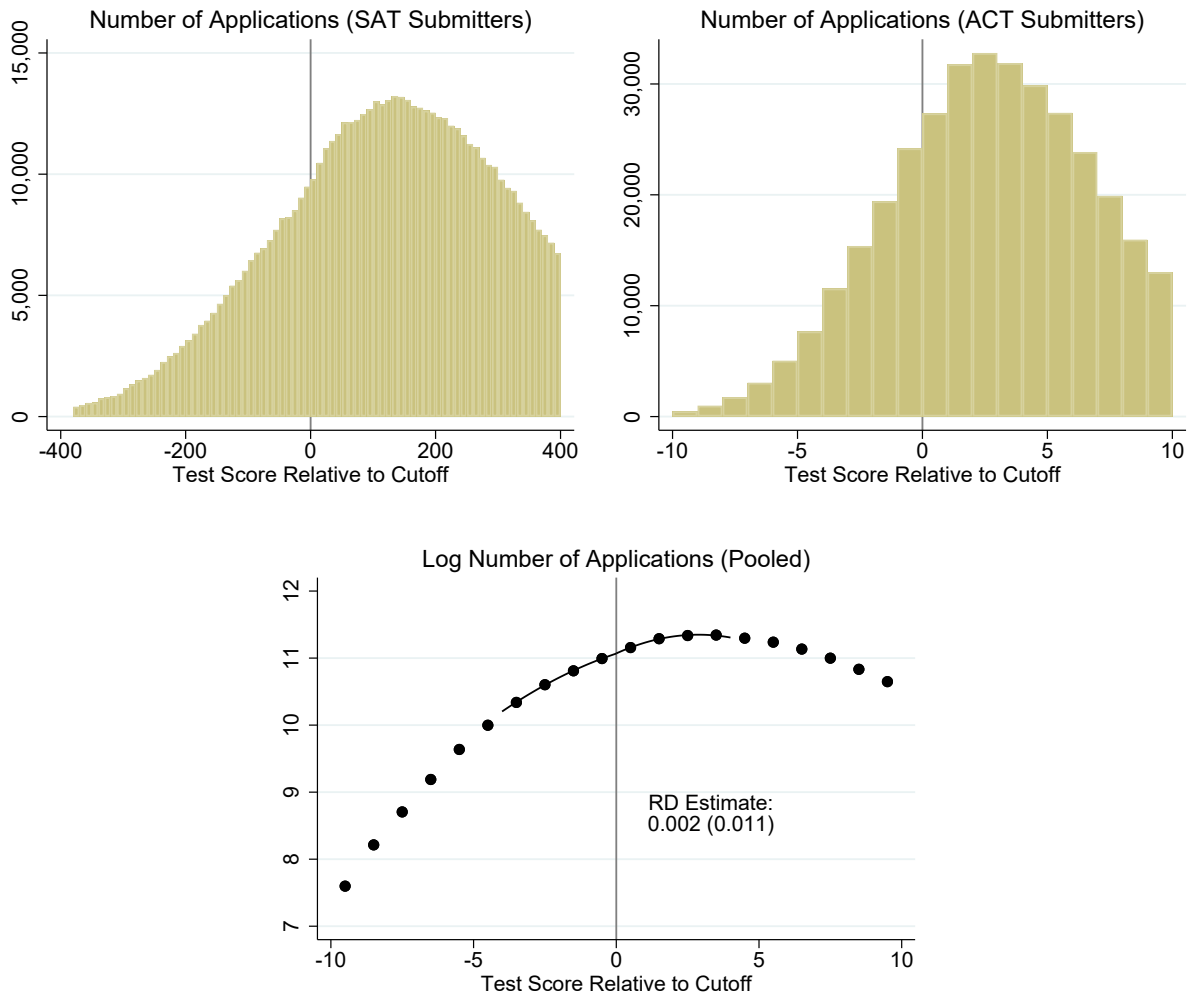 Number of Applications (SAT Submitters)
15,000
10,000
5,000
0
-400 -200 0 200 400
Test Score Relative to Cutoff
Number of Applications (ACT Submitters)
30,000
20,000
10,000
0
-10 -5 0 5 10
Test Score Relative to Cutoff
Log Number of Applications (Pooled)
12
11
10
9
8
7
RD Estimate:
0.002 (0.011)
-10 -5 0 5 10
Test Score Relative to Cutoff